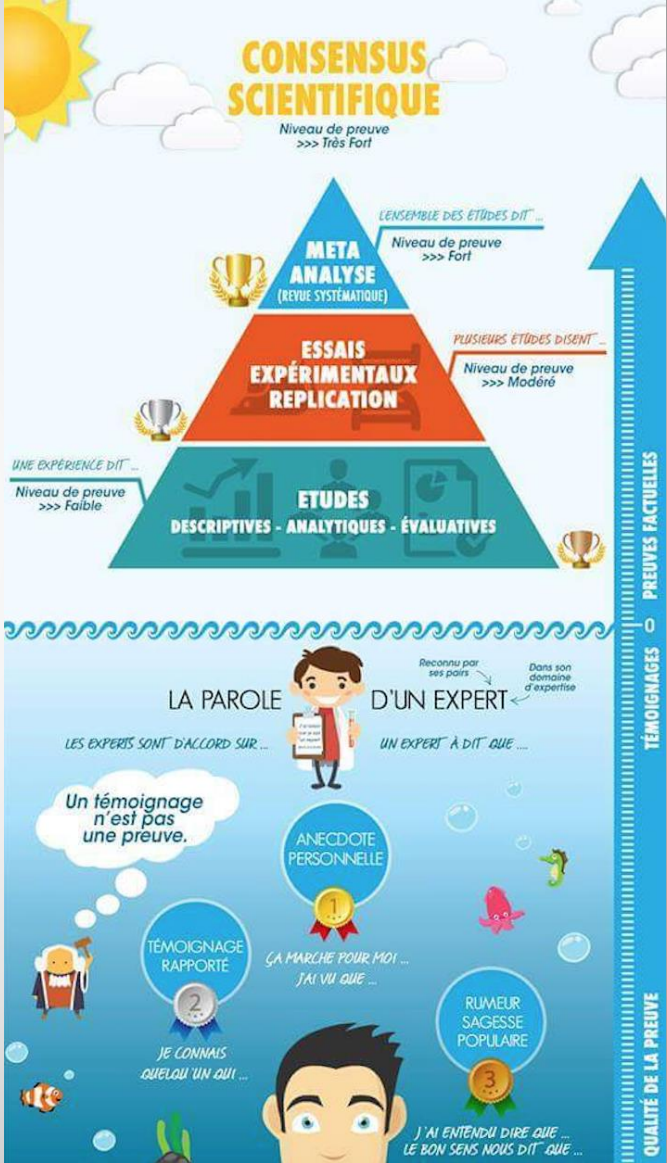 CONSENSUS
SCIENTIFIQUE
Niveau de preuve
>>> Très Fort
L'ENSEMBLE DES ÉTUDES DIT ...
Niveau de preuve
>>> Fort
META
ANALYSE
(REVUE SYSTÉMATIQUE)
PLUSIEURS ÉTUDES DISENT ...
Niveau de preuve
>>> Modéré
ESSAIS
EXPÉRIMENTAUX
REPLICATION
UNE EXPÉRIENCE DIT ...
Niveau de preuve
>>> Faible
ETUDES
DESCRIPTIVES - ANALYTIQUES - ÉVALUATIVES
PREUVES FACTUELLES
0
TÉMOIGNAGES
QUALITÉ DE LA PREUVE
Reconnu par
ses pairs
Dans son
domaine
d'expertise
LA PAROLE D'UN EXPERT
LES EXPERTS SONT D'ACCORD SUR ...
UN EXPERT À DIT QUE ....
Un témoignage
n'est pas
une preuve.
ANECDOTE
PERSONNELLE
1
ÇA MARCHE POUR MOI ...
J'AI VU QUE ...
TÉMOIGNAGE
RAPPORTÉ
2
JE CONNAIS
QUELQU'UN QUI ...
RUMEUR
SAGESSE
POPULAIRE
3
J'AI ENTENDU DIRE QUE ...
LE BON SENS NOUS DIT QUE ...